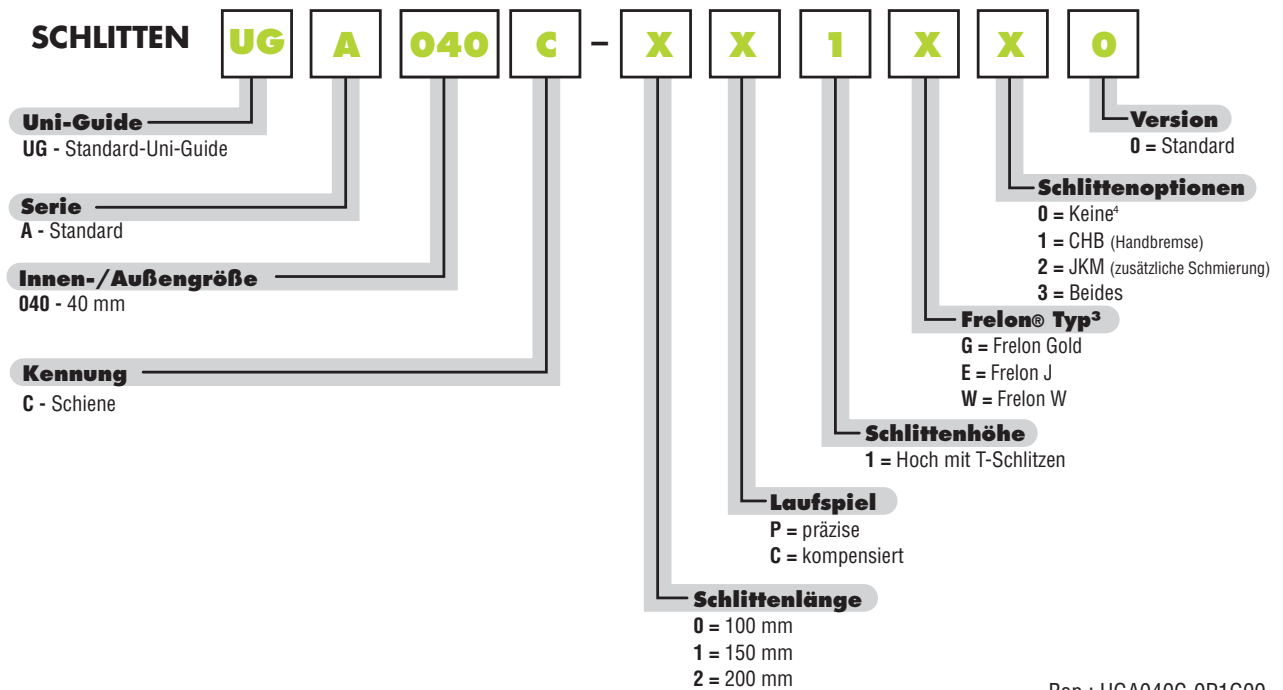 SCHLITTEN UG A 040 C – X X 1 X X 0
Uni-Guide
UG - Standard-Uni-Guide
Serie
A - Standard
Innen-/Außengröße
040 - 40 mm
Kennung
C - Schiene
Version
0 = Standard
Schlittenoptionen
0 = Keine⁴
1 = CHB (Handbremse)
2 = JKM (zusätzliche Schmierung)
3 = Beides
Frelon® Typ³
G = Frelon Gold
E = Frelon J
W = Frelon W
Schlittenhöhe
1 = Hoch mit T-Schlitzen
Laufspiel
P = präzise
C = kompensiert
Schlittenlänge
0 = 100 mm
1 = 150 mm
2 = 200 mm